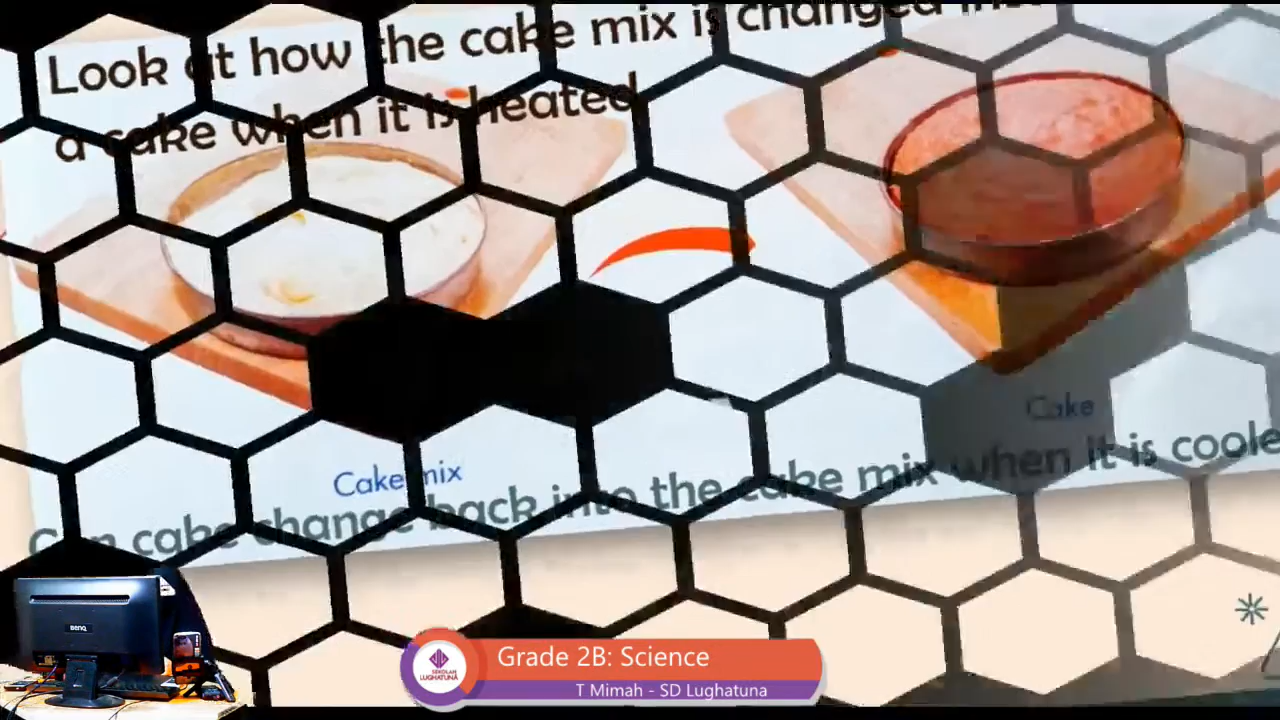 Look at how the cake mix is changed
a cake when it is heated
Cake
Cake mix
Can cake change back into the cake mix when it is
BENQ
SEKOLAH
LUGHATUNA
Grade 2B: Science
T Mimah - SD Lughatuna